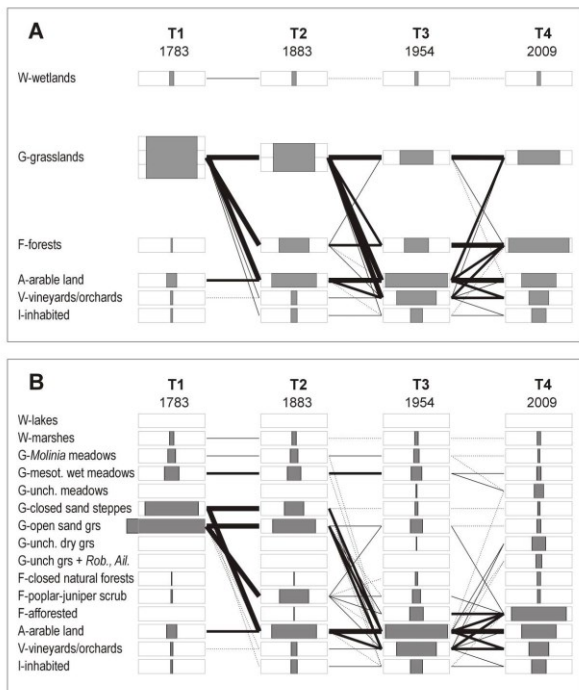 A
T1 T2 T3 T4
1783 1883 1954 2009
W-wetlands
G-grasslands
F-forests
A-arable land
V-vineyards/orchards
I-inhabited
B
T1 T2 T3 T4
1783 1883 1954 2009
W-lakes
W-marshes
G-Molinia meadows
G-mesot. wet meadows
G-unch. meadows
G-closed sand steppes
G-open sand grs
G-unch. dry grs
G-unch grs + Rob., Ail.
F-closed natural forests
F-poplar-juniper scrub
F-afforested
A-arable land
V-vineyards/orchards
I-inhabited